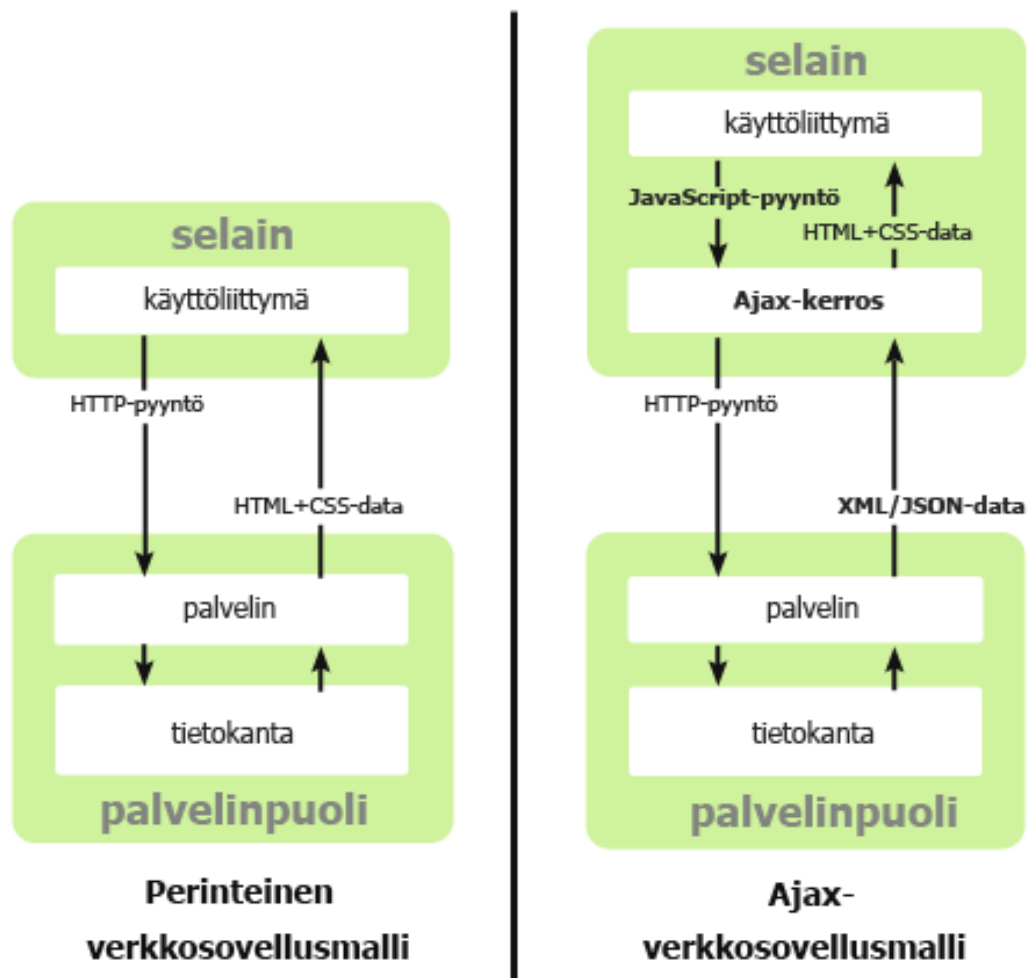 selain
käyttöliittymä
HTTP-pyyntö
HTML+CSS-data
palvelin
tietokanta
palvelinpuoli
Perinteinen
verkkosovellusmalli
selain
käyttöliittymä
JavaScript-pyyntö
HTML+CSS-data
Ajax-kerros
HTTP-pyyntö
XML/JSON-data
palvelin
tietokanta
palvelinpuoli
Ajax-
verkkosovellusmalli